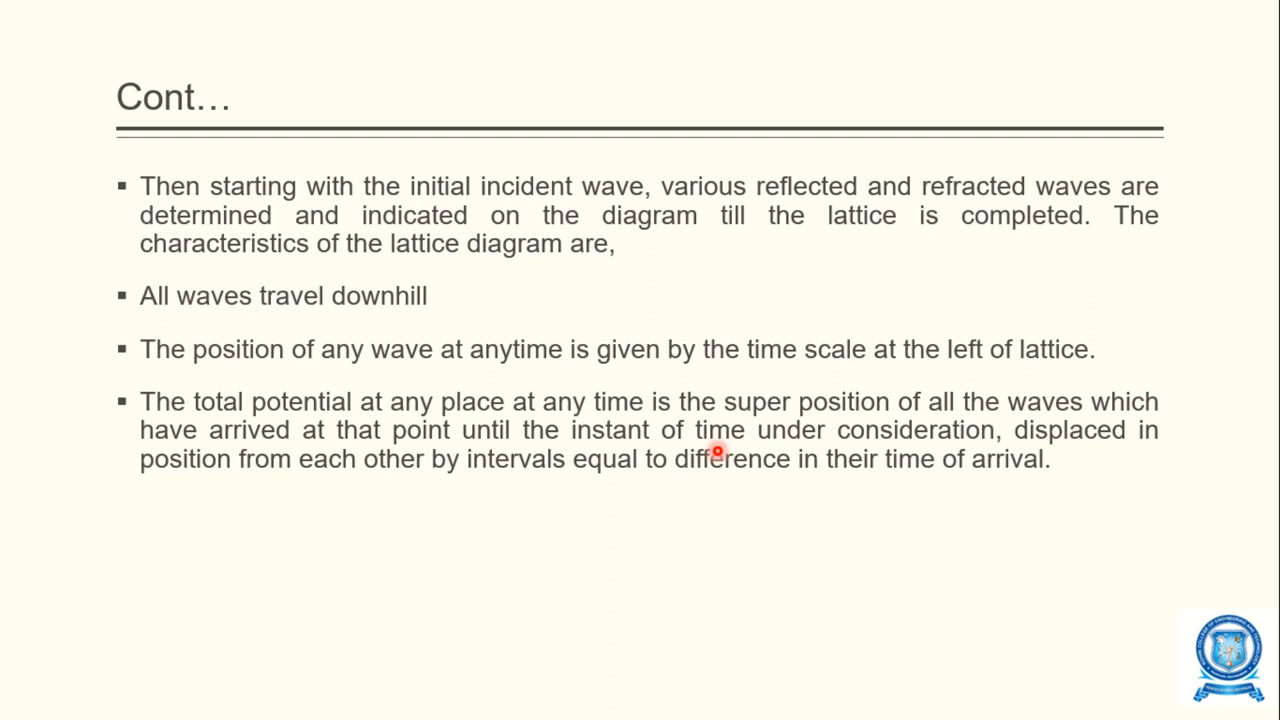 Cont…
▪ Then starting with the initial incident wave, various reflected and refracted waves are
determined and indicated on the diagram till the lattice is completed. The
characteristics of the lattice diagram are,
▪ All waves travel downhill
▪ The position of any wave at anytime is given by the time scale at the left of lattice.
▪ The total potential at any place at any time is the super position of all the waves which
have arrived at that point until the instant of time under consideration, displaced in
position from each other by intervals equal to difference in their time of arrival.